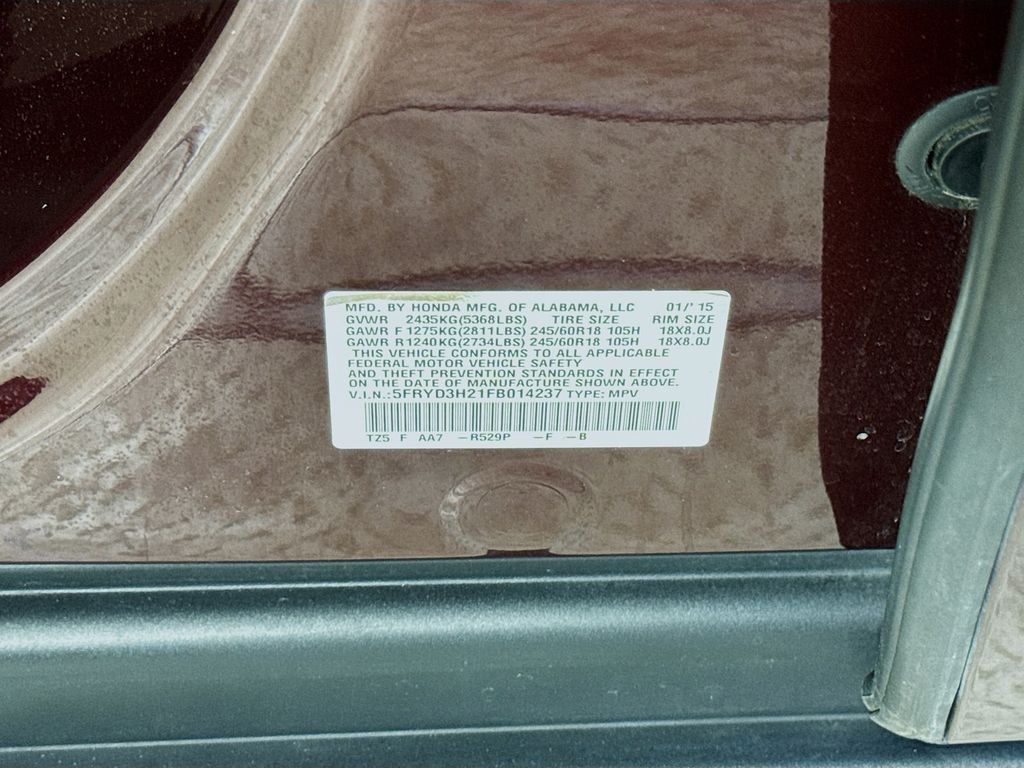 MFD. BY HONDA MFG. OF ALABAMA, LLC 01/' 15
GVWR 2435KG(5368LBS) TIRE SIZE RIM SIZE
GAWR F 1275KG(2811LBS) 245/60R18 105H 18X8.0J
GAWR R1240KG(2734LBS) 245/60R18 105H 18X8.0J
THIS VEHICLE CONFORMS TO ALL APPLICABLE
FEDERAL MOTOR VEHICLE SAFETY
AND THEFT PREVENTION STANDARDS IN EFFECT
ON THE DATE OF MANUFACTURE SHOWN ABOVE.
V.I.N.:5FRYD3H21FB014237 TYPE: MPV
TZ5 F AA7 –R529P –F –B